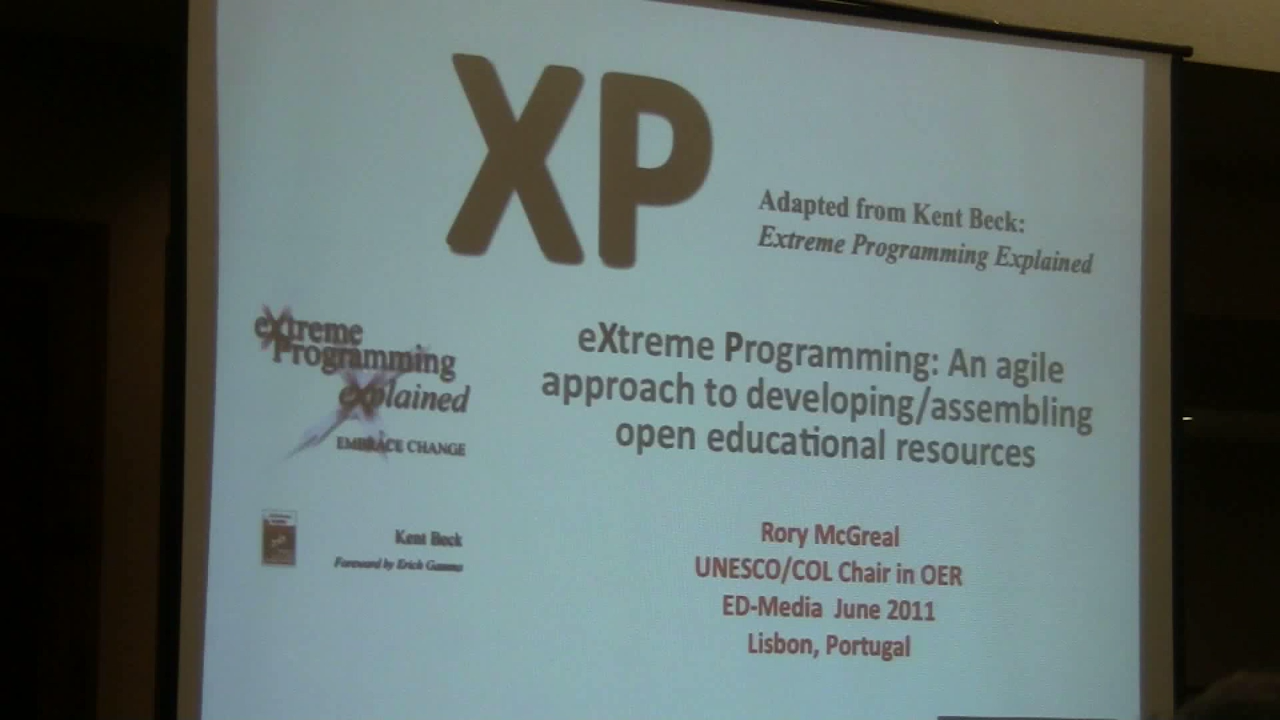 XP
Adapted from Kent Beck:
Extreme Programming Explained
eXtreme
Programming
eXplained
EMBRACE CHANGE
Kent Beck
Foreword by Erich Gamma
eXtreme Programming: An agile
approach to developing/assembling
open educational resources
Rory McGreal
UNESCO/COL Chair in OER
ED-Media June 2011
Lisbon, Portugal